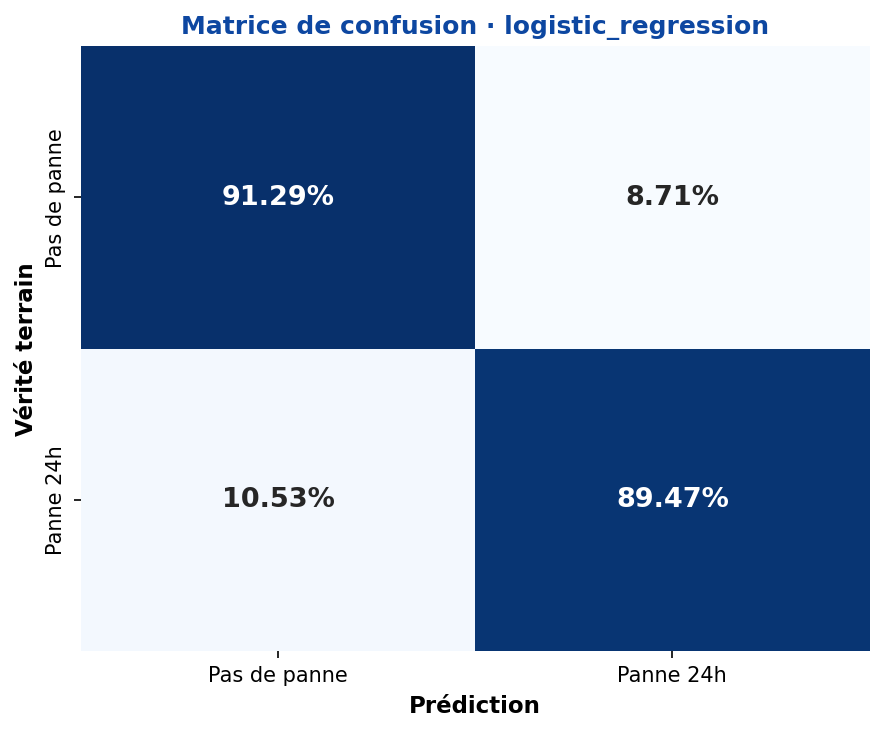 Matrice de confusion · logistic_regression
Vérité terrain
Pas de panne
91.29%
8.71%
Panne 24h
10.53%
89.47%
Pas de panne
Panne 24h
Prédiction